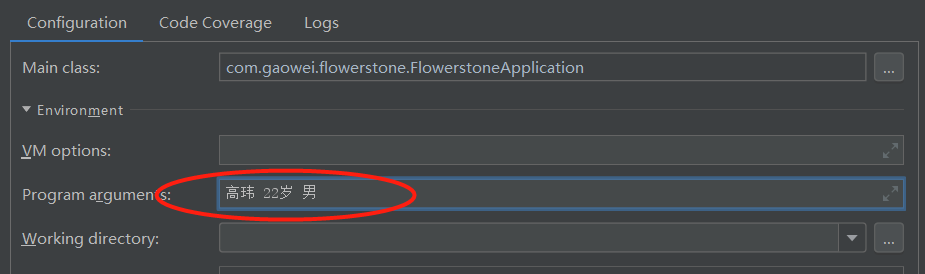 Configuration Code Coverage Logs
Main class: com.gaowei.flowerstone.FlowerstoneApplication ...
Environment
VM options:
Program arguments: 高玮 22岁 男
Working directory: ...